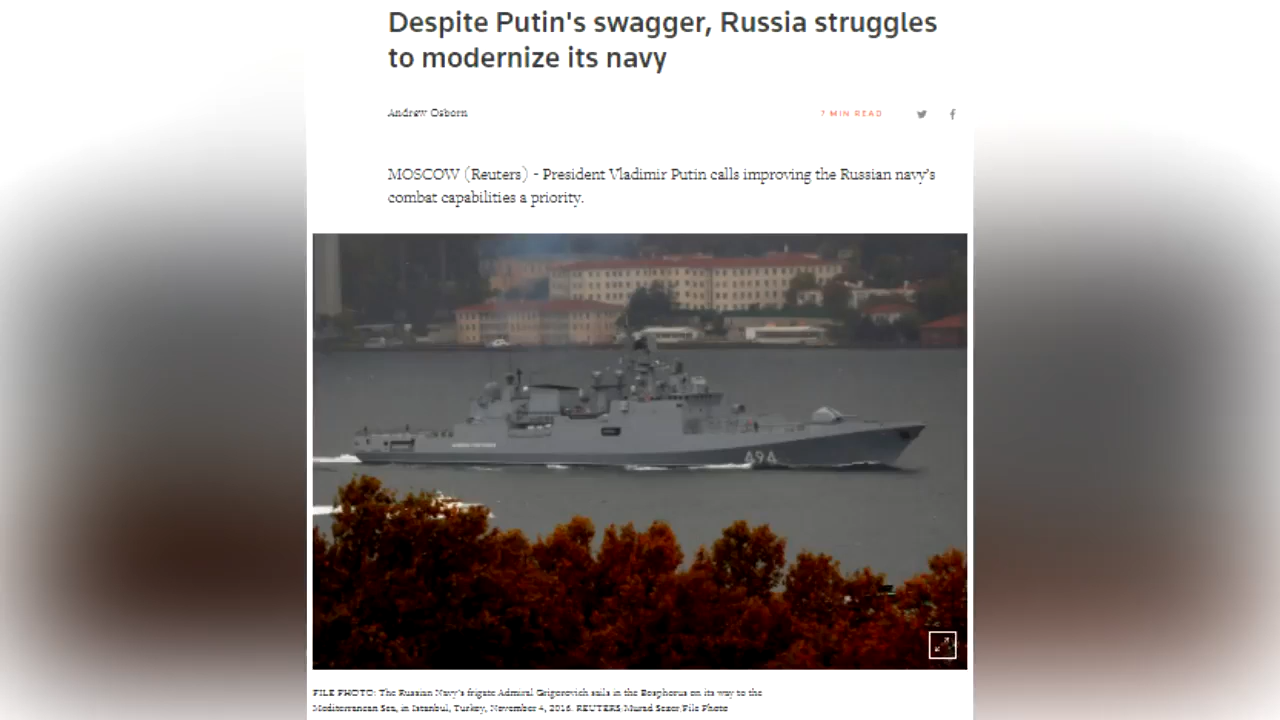 Despite Putin's swagger, Russia struggles
to modernize its navy
Andrew Osborn
7 MIN READ
MOSCOW (Reuters) - President Vladimir Putin calls improving the Russian navy's
combat capabilities a priority.
494
FILE PHOTO: The Russian Navy's frigate Admiral Grigorovich sails in the Bosphorus on its way to the
Mediterranean Sea, in Istanbul, Turkey, November 4, 2016. REUTERS/Murad Sezer/File Photo